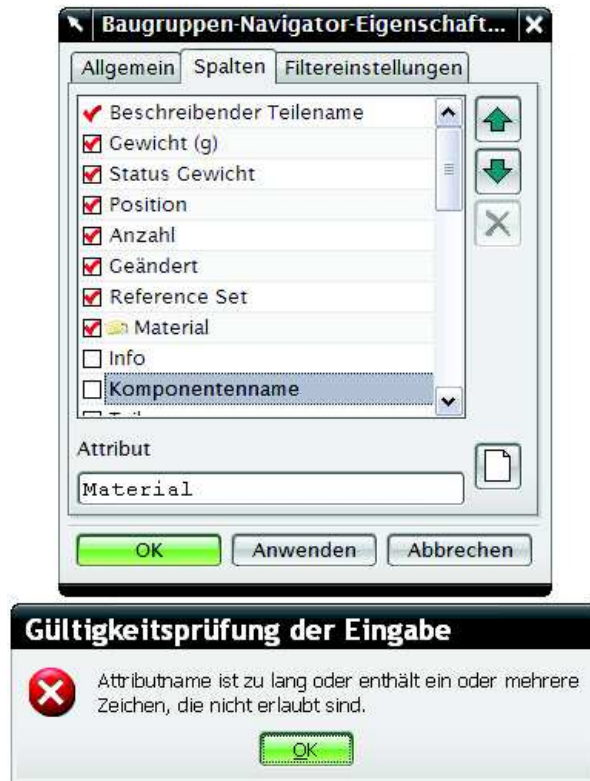 Baugruppen-Navigator-Eigenschaft...
Allgemein Spalten Filtereinstellungen
Beschreibender Teilename
Gewicht (g)
Status Gewicht
Position
Anzahl
Geändert
Reference Set
Material
Info
Komponentenname
Attribut
Material
OK Anwenden Abbrechen
Gültigkeitsprüfung der Eingabe
Attributname ist zu lang oder enthält ein oder mehrere
Zeichen, die nicht erlaubt sind.
OK